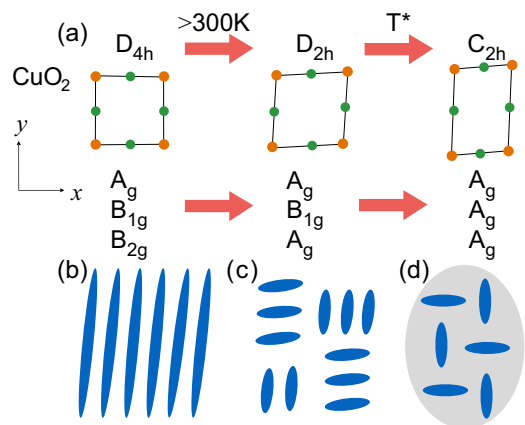 (a) D4h >300K D2h T* C2h
CuO2
y
x
Ag Ag Ag
B1g B1g Ag
B2g Ag Ag
(b) (c) (d)